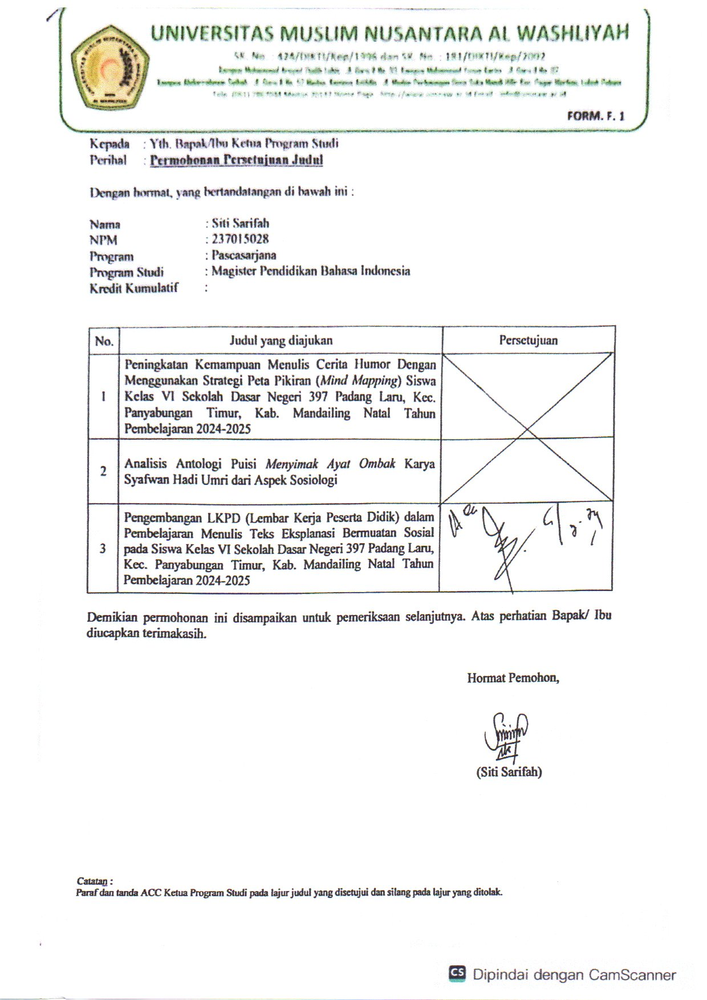 UNIVERSITAS MUSLIM NUSANTARA AL WASHLIYAH
SK. No. : 424/DIKTI/Kep/1996 dan SK. No. : 181/DIKTI/Kep/2002
FORM. F. 1
Kepada : Yth. Bapak/Ibu Ketua Program Studi
Perihal : Permohonan Persetujuan Judul
Dengan hormat, yang bertandatangan di bawah ini :
Nama : Siti Sarifah
NPM : 237015028
Program : Pascasarjana
Program Studi : Magister Pendidikan Bahasa Indonesia
Kredit Kumulatif :
No. Judul yang diajukan Persetujuan
1 Peningkatan Kemampuan Menulis Cerita Humor Dengan
Menggunakan Strategi Peta Pikiran (Mind Mapping) Siswa
Kelas VI Sekolah Dasar Negeri 397 Padang Laru, Kec.
Panyabungan Timur, Kab. Mandailing Natal Tahun
Pembelajaran 2024-2025
2 Analisis Antologi Puisi Menyimak Ayat Ombak Karya
Syafwan Hadi Umri dari Aspek Sosiologi
3 Pengembangan LKPD (Lembar Kerja Peserta Didik) dalam
Pembelajaran Menulis Teks Eksplanasi Bermuatan Sosial
pada Siswa Kelas VI Sekolah Dasar Negeri 397 Padang Laru,
Kec. Panyabungan Timur, Kab. Mandailing Natal Tahun
Pembelajaran 2024-2025
Demikian permohonan ini disampaikan untuk pemeriksaan selanjutnya. Atas perhatian Bapak/ Ibu
diucapkan terimakasih.
Hormat Pemohon,
(Siti Sarifah)
Catatan :
Paraf dan tanda ACC Ketua Program Studi pada lajur judul yang disetujui dan silang pada lajur yang ditolak.
CS Dipindai dengan CamScanner